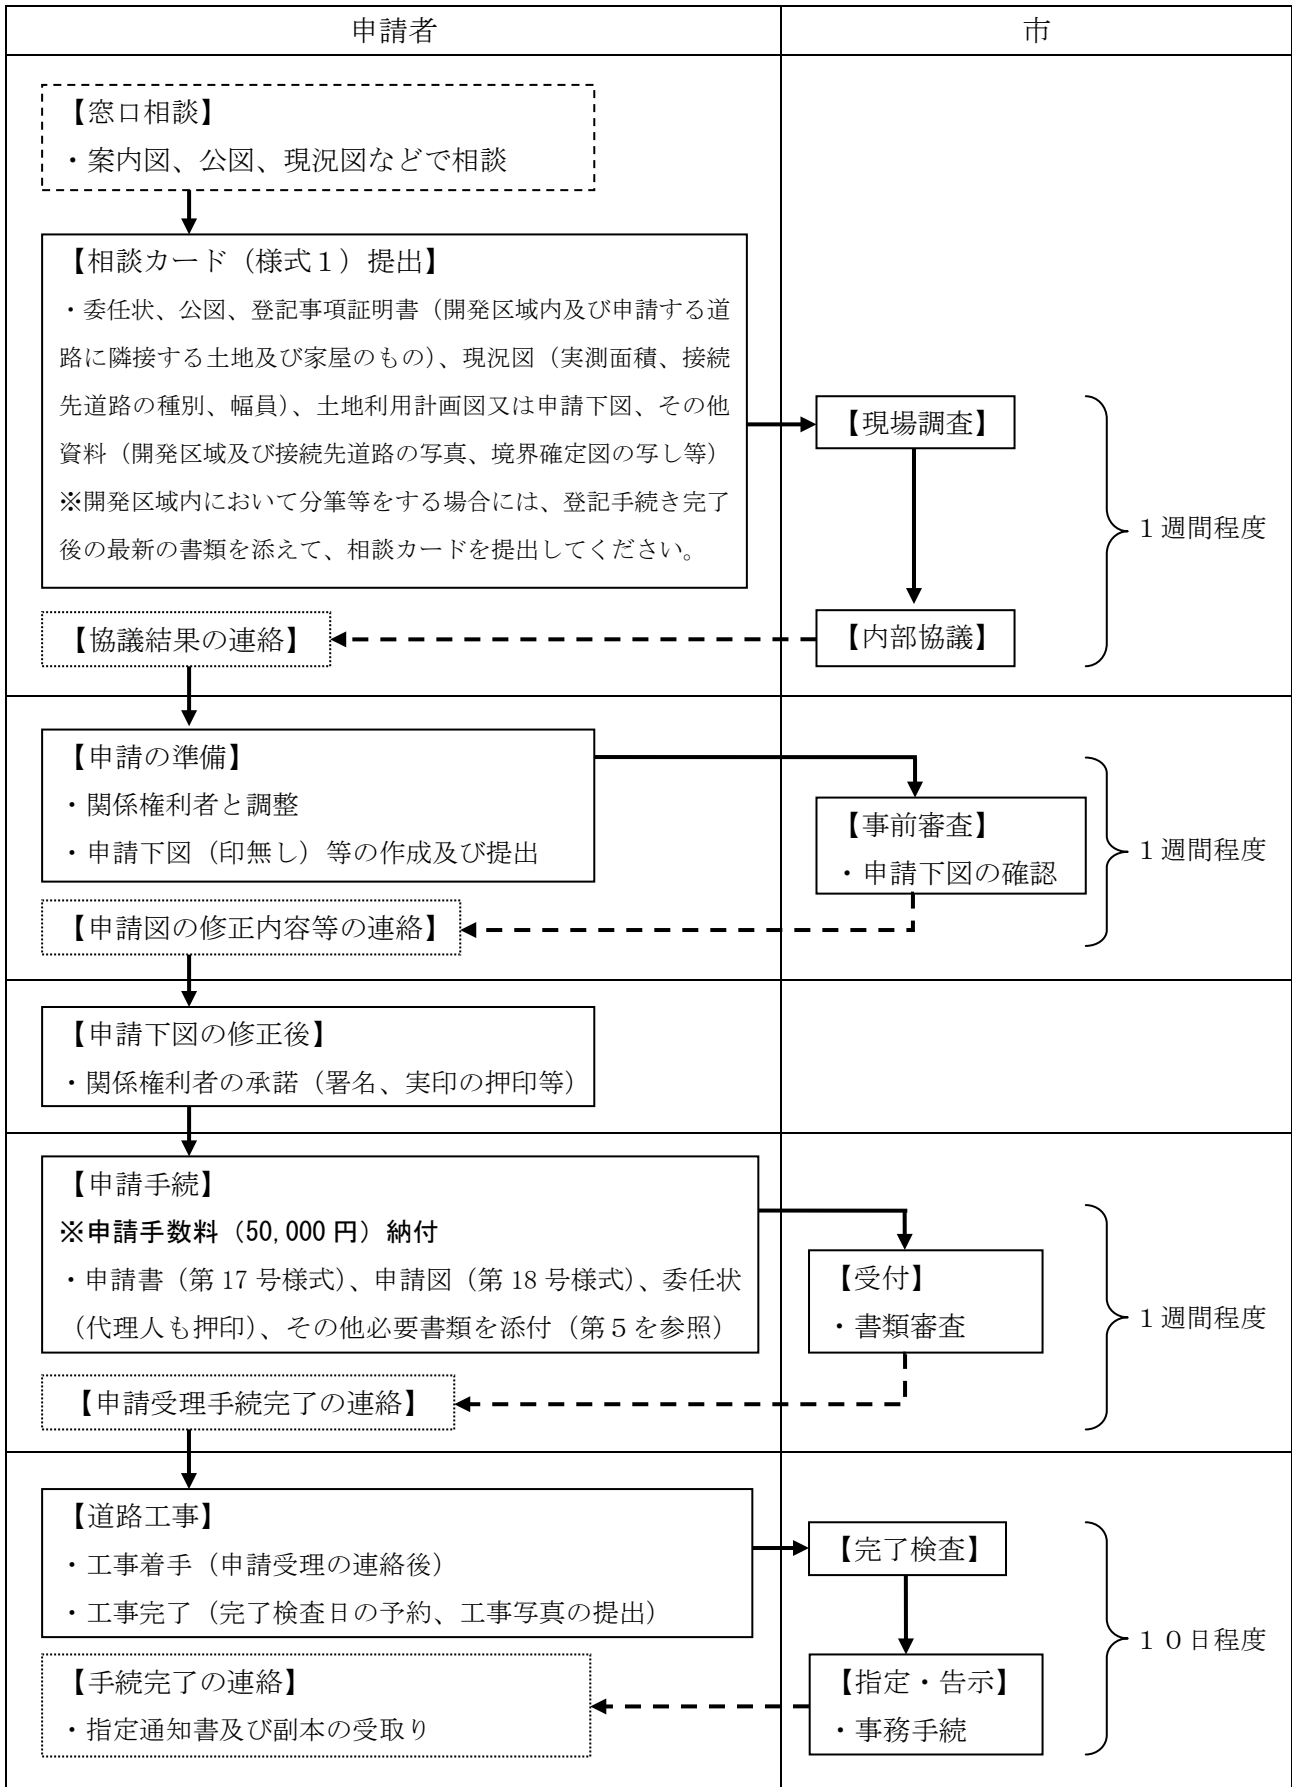 申請者
市
【窓口相談】
・案内図、公図、現況図などで相談
【相談カード（様式１）提出】
・委任状、公図、登記事項証明書（開発区域内及び申請する道
路に隣接する土地及び家屋のもの）、現況図（実測面積、接続
先道路の種別、幅員）、土地利用計画図又は申請下図、その他
資料（開発区域及び接続先道路の写真、境界確定図の写し等）
※開発区域内において分筆等をする場合には、登記手続き完了
後の最新の書類を添えて、相談カードを提出してください。
【現場調査】
１週間程度
【協議結果の連絡】
【内部協議】
【申請の準備】
・関係権利者と調整
・申請下図（印無し）等の作成及び提出
【事前審査】
・申請下図の確認
１週間程度
【申請図の修正内容等の連絡】
【申請下図の修正後】
・関係権利者の承諾（署名、実印の押印等）
【申請手続】
※申請手数料（50,000 円）納付
・申請書（第 17 号様式）、申請図（第 18 号様式）、委任状
（代理人も押印）、その他必要書類を添付（第５を参照）
【受付】
・書類審査
１週間程度
【申請受理手続完了の連絡】
【道路工事】
・工事着手（申請受理の連絡後）
・工事完了（完了検査日の予約、工事写真の提出）
【完了検査】
１０日程度
【手続完了の連絡】
・指定通知書及び副本の受取り
【指定・告示】
・事務手続